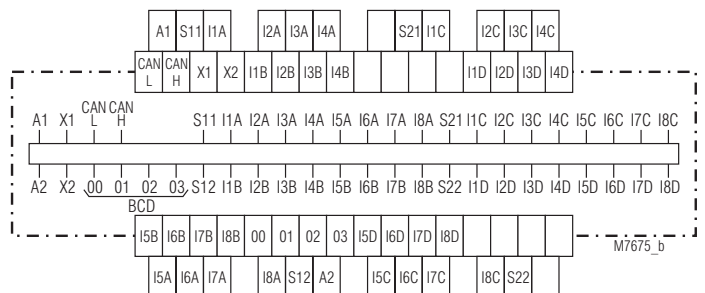 A1 S11 I1A I2A I3A I4A S21 I1C I2C I3C I4C
CAN L CAN H X1 X2 I1B I2B I3B I4B I1D I2D I3D I4D
A1 X1 CAN L CAN H S11 I1A I2A I3A I4A I5A I6A I7A I8A S21 I1C I2C I3C I4C I5C I6C I7C I8C
A2 X2 00 01 02 03 S12 I1B I2B I3B I4B I5B I6B I7B I8B S22 I1D I2D I3D I4D I5D I6D I7D I8D
BCD
I5B I6B I7B I8B 00 01 02 03 I5D I6D I7D I8D
M7675_b
I5A I6A I7A I8A S12 A2 I5C I6C I7C I8C S22